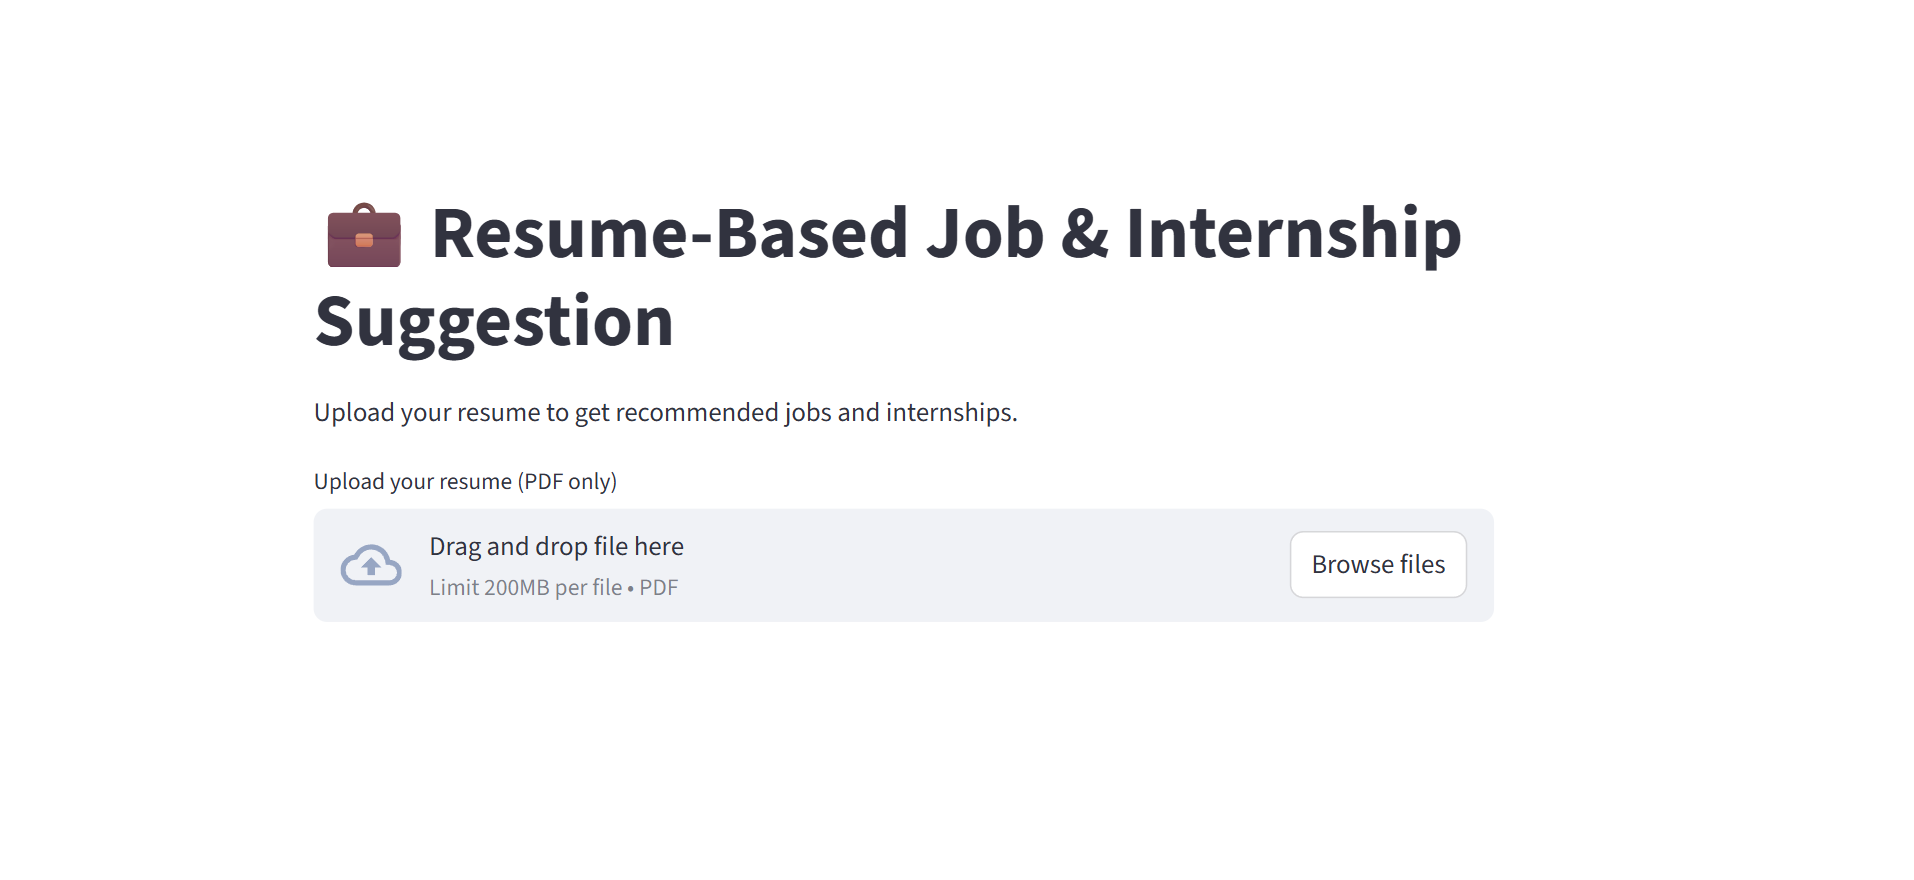 💼 Resume-Based Job & Internship
Suggestion
Upload your resume to get recommended jobs and internships.
Upload your resume (PDF only)
Drag and drop file here
Limit 200MB per file • PDF
Browse files